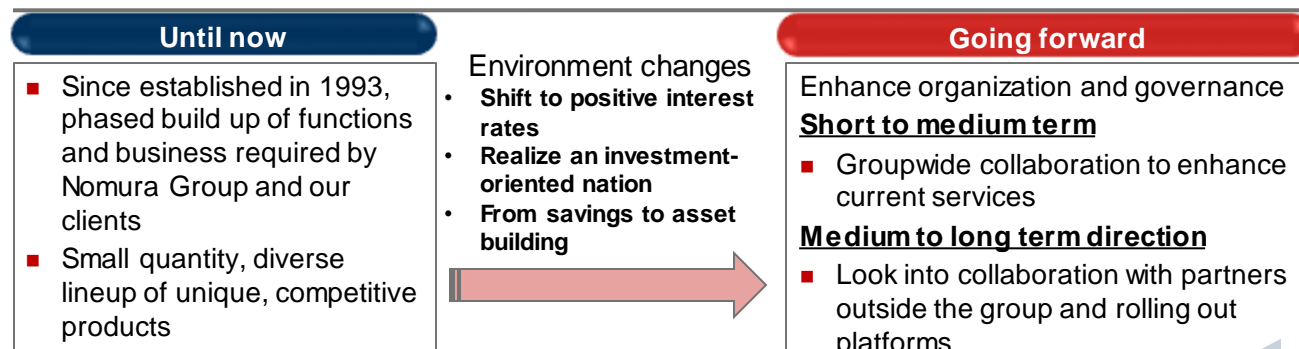 Until now
Since established in 1993,
phased build up of functions
and business required by
Nomura Group and our
clients
Small quantity, diverse
lineup of unique, competitive
products
Environment changes
Shift to positive interest
rates
Realize an investment-
oriented nation
From savings to asset
building
Going forward
Enhance organization and governance
Short to medium term
Groupwide collaboration to enhance
current services
Medium to long term direction
Look into collaboration with partners
outside the group and rolling out
platforms